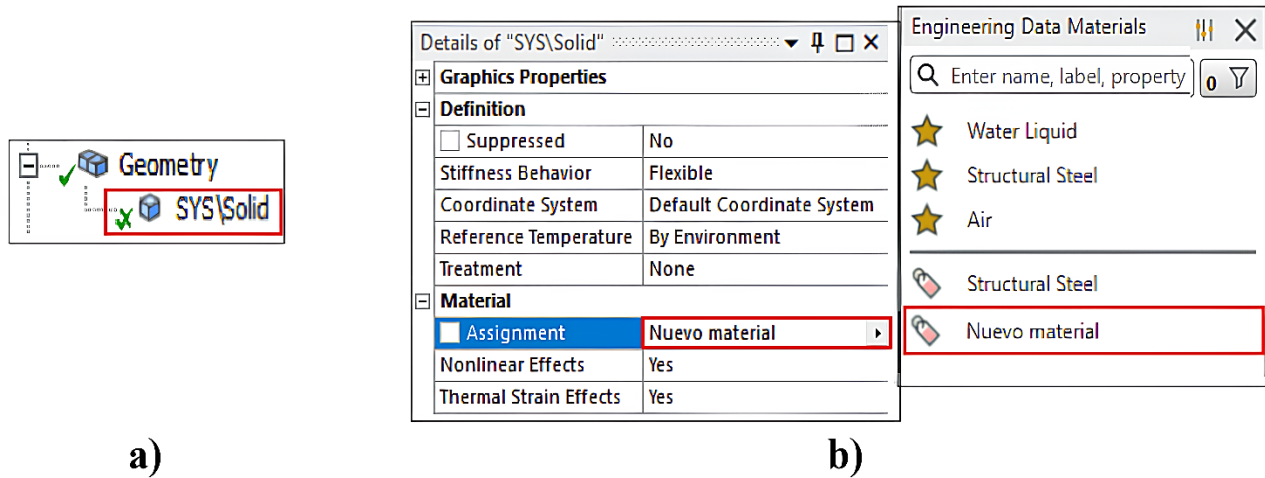 Geometry
SYS\Solid
a)
Details of "SYS\Solid"
Graphics Properties
Definition
Suppressed No
Stiffness Behavior Flexible
Coordinate System Default Coordinate System
Reference Temperature By Environment
Treatment None
Material
Assignment Nuevo material
Nonlinear Effects Yes
Thermal Strain Effects Yes
Engineering Data Materials
Enter name, label, property 0
Water Liquid
Structural Steel
Air
Structural Steel
Nuevo material
b)